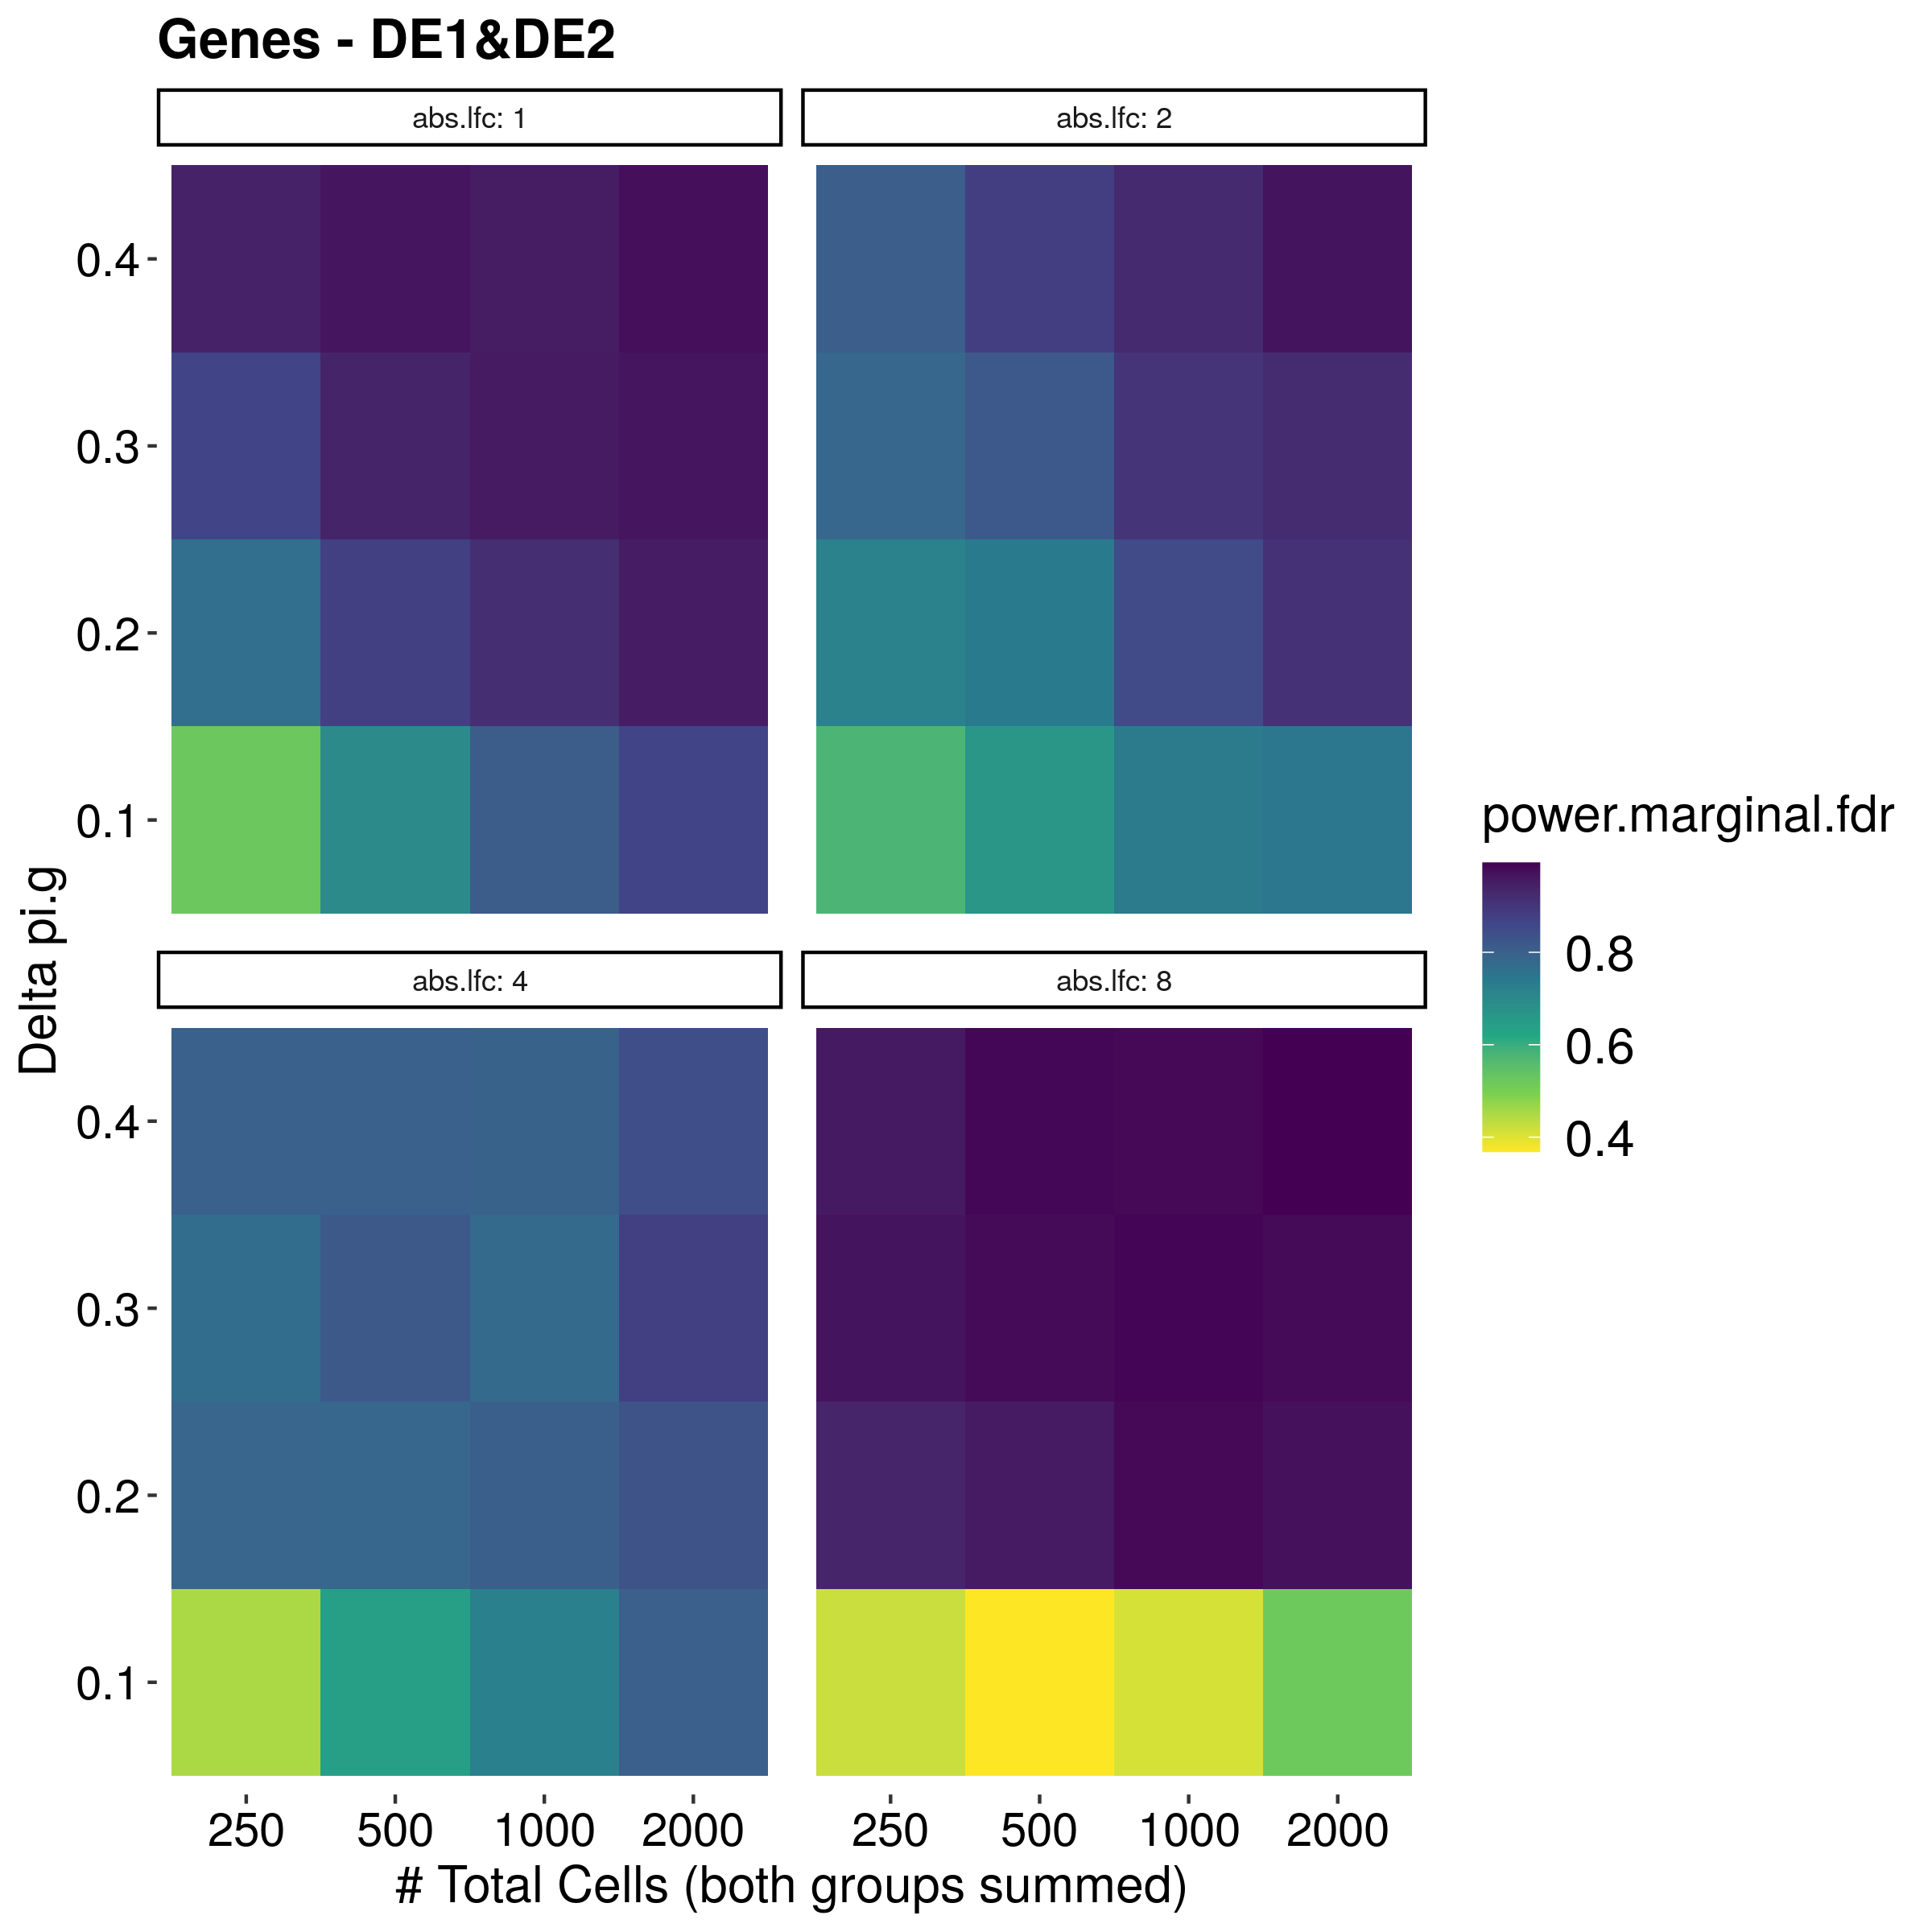 Genes - DE1&DE2
abs.lfc: 1
abs.lfc: 2
0.4
0.3
0.2
0.1
Delta pi.g
abs.lfc: 4
abs.lfc: 8
0.4
0.3
0.2
0.1
250 500 1000 2000
250 500 1000 2000
# Total Cells (both groups summed)
power.marginal.fdr
0.8
0.6
0.4